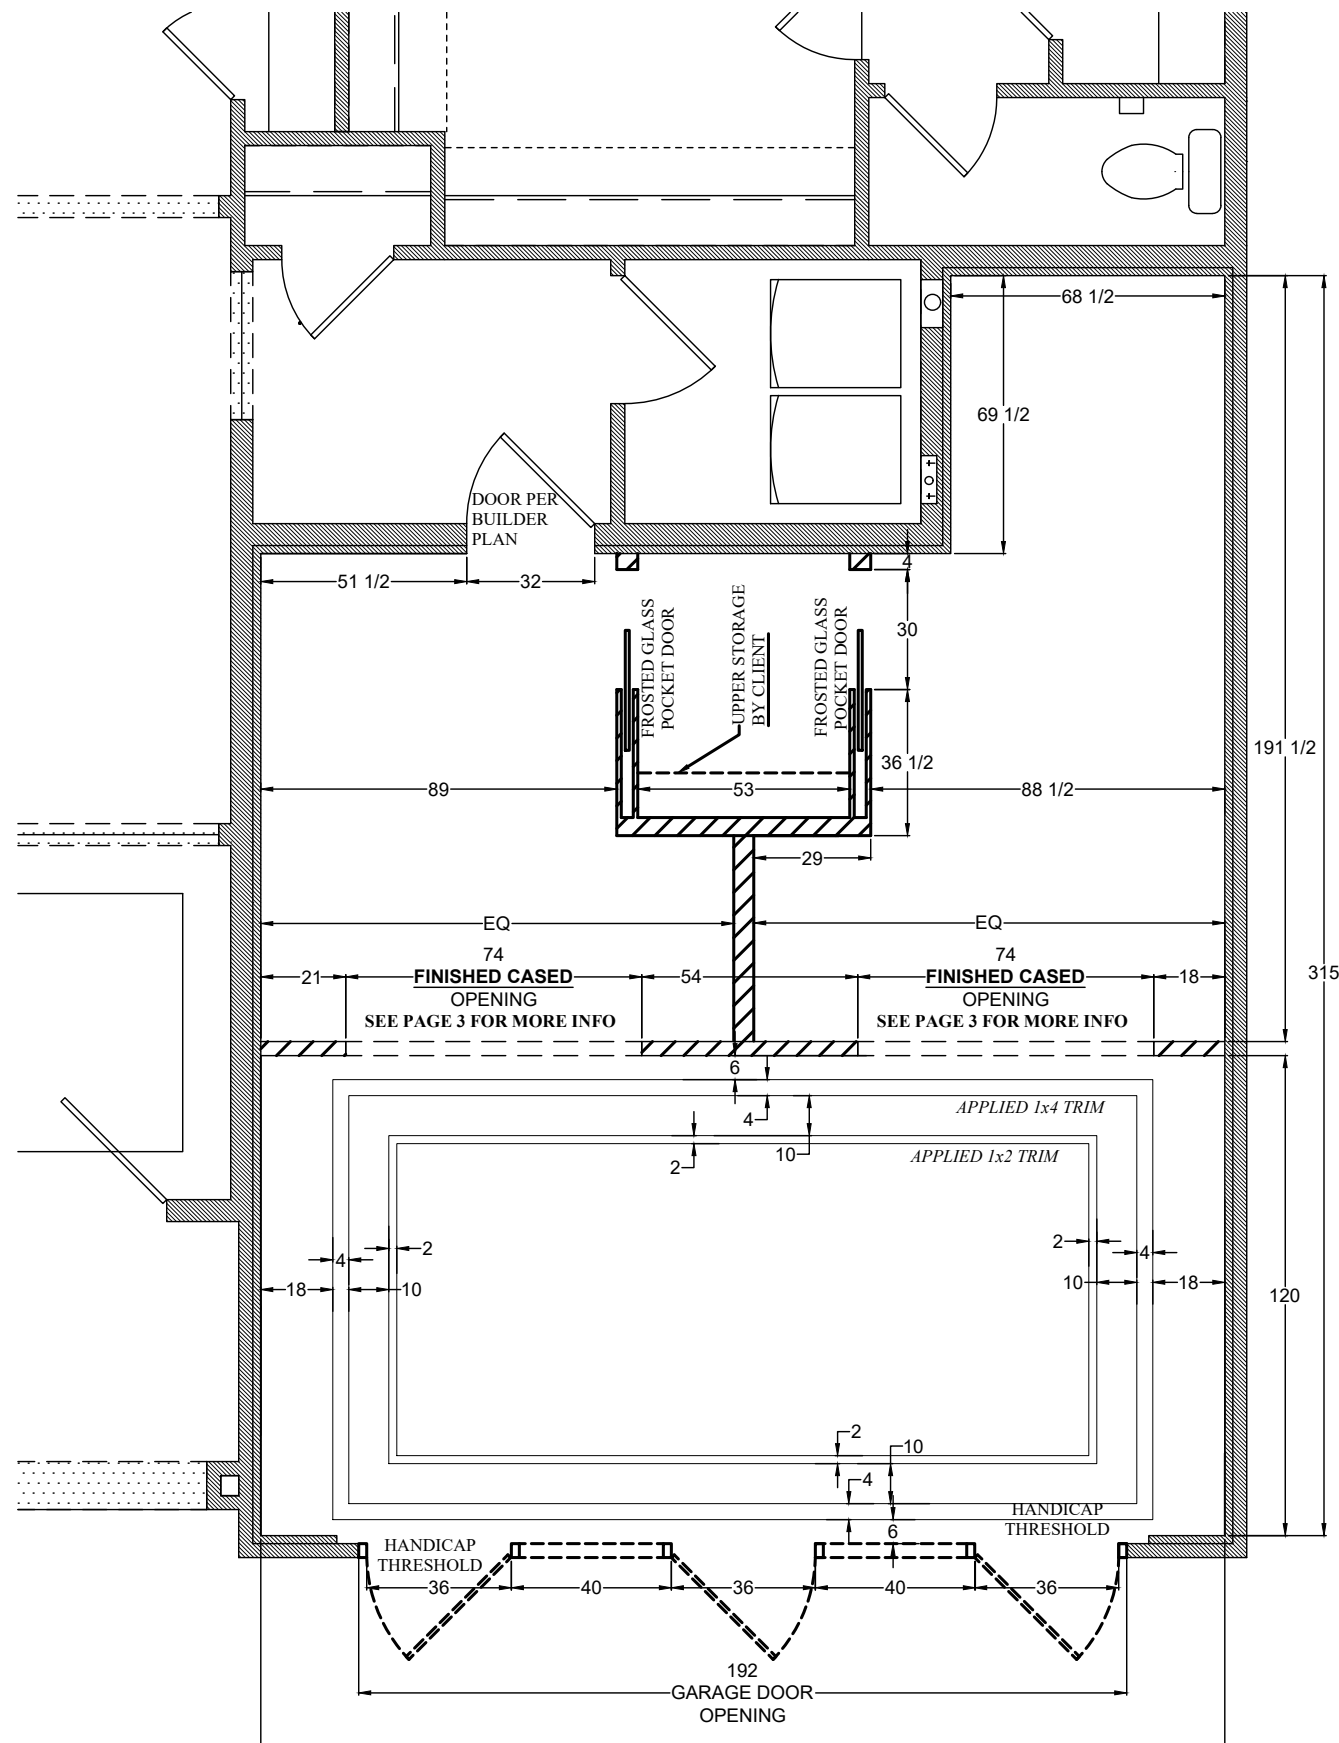 68 1/2
69 1/2
DOOR PER
BUILDER
PLAN
4
51 1/2
32
FROSTED GLASS
POCKET DOOR
UPPER STORAGE
BY CLIENT
FROSTED GLASS
POCKET DOOR
30
191 1/2
36 1/2
89
53
88 1/2
29
EQ
EQ
74
74
21
FINISHED CASED
54
FINISHED CASED
18
315
OPENING
OPENING
SEE PAGE 3 FOR MORE INFO
SEE PAGE 3 FOR MORE INFO
6
4
APPLIED 1x4 TRIM
10
2
APPLIED 1x2 TRIM
4
2
2
4
18
10
10
18
120
2
10
4
HANDICAP
THRESHOLD
6
HANDICAP
THRESHOLD
36
40
36
40
36
192
GARAGE DOOR
OPENING